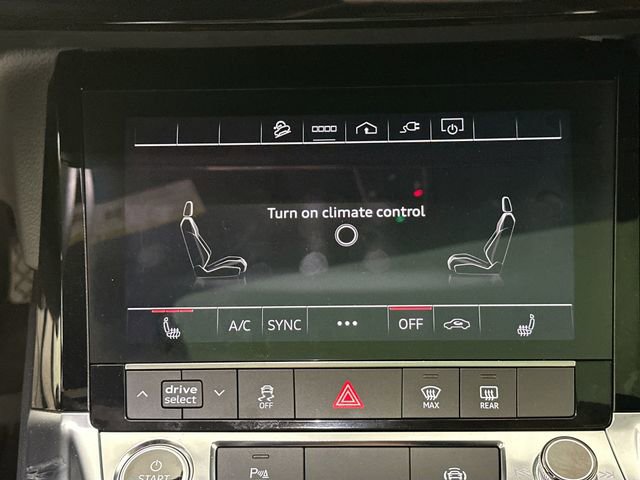 Turn on climate control
A/C SYNC ••• OFF
drive
select
OFF
MAX
REAR
START
P